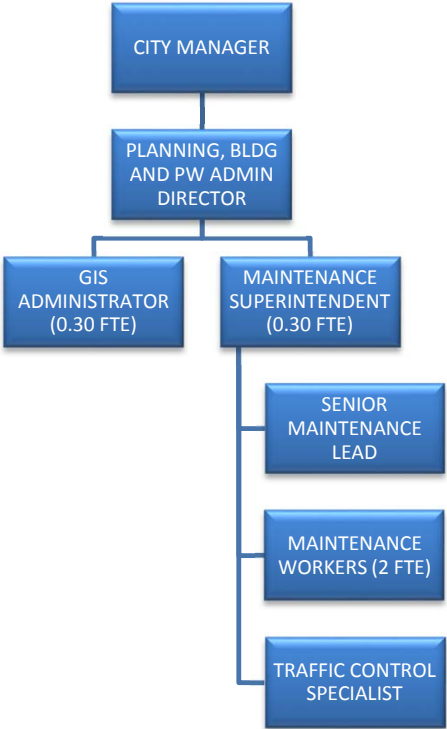 CITY MANAGER
PLANNING, BLDG
AND PW ADMIN
DIRECTOR
GIS
ADMINISTRATOR
(0.30 FTE)
MAINTENANCE
SUPERINTENDENT
(0.30 FTE)
SENIOR
MAINTENANCE
LEAD
MAINTENANCE
WORKERS (2 FTE)
TRAFFIC CONTROL
SPECIALIST